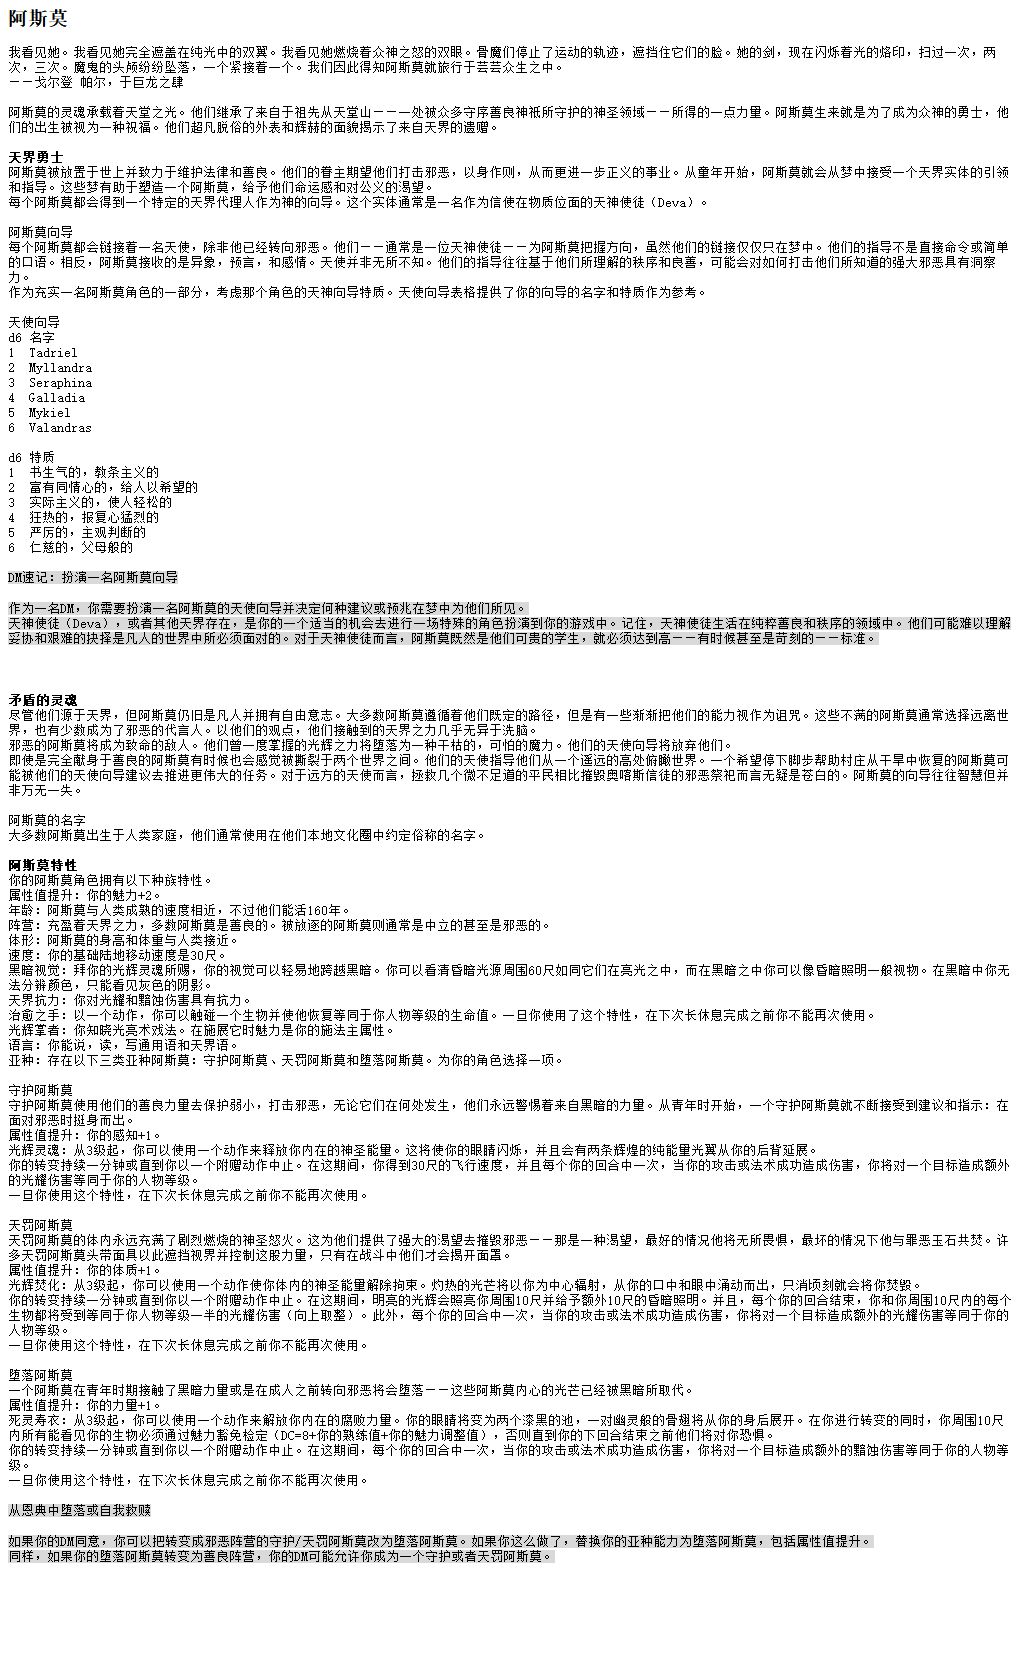 阿斯莫
我看见她。我看见她完全遮盖在纯光中的双翼。我看见她燃烧着众神之怒的双眼。骨魔们停止了运动的轨迹，遮挡住它们的脸。她的剑，现在闪烁着光的烙印，扫过一次，两
次，三次。魔鬼的头颅纷纷坠落，一个紧接着一个。我们因此得知阿斯莫就旅行于芸芸众生之中。
——戈尔登 帕尔，于巨龙之肆
阿斯莫的灵魂承载着天堂之光。他们继承了来自于祖先从天堂山——一处被众多守序善良神祇所守护的神圣领域——所得的一点力量。阿斯莫生来就是为了成为众神的勇士，他
们的出生被视为一种祝福。他们超凡脱俗的外表和辉赫的面貌揭示了来自天界的遗赠。
天界勇士
阿斯莫被放置于世上并致力于维护法律和善良。他们的眷主期望他们打击邪恶，以身作则，从而更进一步正义的事业。从童年开始，阿斯莫就会从梦中接受一个天界实体的引领
和指导。这些梦有助于塑造一个阿斯莫，给予他们命运感和对公义的渴望。
每个阿斯莫都会得到一个特定的天界代理人作为神的向导。这个实体通常是一名作为信使在物质位面的天神使徒（Deva）。
阿斯莫向导
每个阿斯莫都会链接着一名天使，除非他已经转向邪恶。他们——通常是一位天神使徒——为阿斯莫把握方向，虽然他们的链接仅仅只在梦中。他们的指导不是直接命令或简单
的口语。相反，阿斯莫接收的是异象，预言，和感情。天使并非无所不知。他们的指导往往基于他们所理解的秩序和良善，可能会对如何打击他们所知道的强大邪恶具有洞察
力。
作为充实一名阿斯莫角色的一部分，考虑那个角色的天神向导特质。天使向导表格提供了你的向导的名字和特质作为参考。
天使向导
d6 名字
1 Tadriel
2 Myllandra
3 Seraphina
4 Galladia
5 Mykiel
6 Valandras
d6 特质
1 书生气的，教条主义的
2 富有同情心的，给人以希望的
3 实际主义的，使人轻松的
4 狂热的，报复心猛烈的
5 严厉的，主观判断的
6 仁慈的，父母般的
DM速记：扮演一名阿斯莫向导
作为一名DM，你需要扮演一名阿斯莫的天使向导并决定何种建议或预兆在梦中为他们所见。
天神使徒（Deva），或者其他天界存在，是你的一个适当的机会去进行一场特殊的角色扮演到你的游戏中。记住，天神使徒生活在纯粹善良和秩序的领域中。他们可能难以理解
妥协和艰难的抉择是凡人的世界中所必须面对的。对于天神使徒而言，阿斯莫既然是他们可贵的学生，就必须达到高——有时候甚至是苛刻的——标准。
矛盾的灵魂
尽管他们源于天界，但阿斯莫仍旧是凡人并拥有自由意志。大多数阿斯莫遵循着他们既定的路径，但是有一些渐渐把他们的能力视作为诅咒。这些不满的阿斯莫通常选择远离世
界，也有少数成为了邪恶的代言人。以他们的观点，他们接触到的天界之力几乎无异于洗脑。
邪恶的阿斯莫将成为致命的敌人。他们曾一度掌握的光辉之力将堕落为一种干枯的，可怕的魔力。他们的天使向导将放弃他们。
即使是完全献身于善良的阿斯莫有时候也会感觉被撕裂于两个世界之间。他们的天使指导他们从一个遥远的高处俯瞰世界。一个希望停下脚步帮助村庄从干旱中恢复的阿斯莫可
能被他们的天使向导建议去推进更伟大的任务。对于远方的天使而言，拯救几个微不足道的平民相比摧毁奥喀斯信徒的邪恶祭祀而言无疑是苍白的。阿斯莫的向导往往智慧但并
非万无一失。
阿斯莫的名字
大多数阿斯莫出生于人类家庭，他们通常使用在他们本地文化圈中约定俗称的名字。
阿斯莫特性
你的阿斯莫角色拥有以下种族特性。
属性值提升：你的魅力+2。
年龄：阿斯莫与人类成熟的速度相近，不过他们能活160年。
阵营：充盈着天界之力，多数阿斯莫是善良的。被放逐的阿斯莫则通常是中立的甚至是邪恶的。
体形：阿斯莫的身高和体重与人类接近。
速度：你的基础陆地移动速度是30尺。
黑暗视觉：拜你的光辉灵魂所赐，你的视觉可以轻易地跨越黑暗。你可以看清昏暗光源周围60尺如同它们在亮光之中，而在黑暗之中你可以像昏暗照明一般视物。在黑暗中你无
法分辨颜色，只能看见灰色的阴影。
天界抗力：你对光耀和黯蚀伤害具有抗力。
治愈之手：以一个动作，你可以触碰一个生物并使他恢复等同于你人物等级的生命值。一旦你使用了这个特性，在下次长休息完成之前你不能再次使用。
光辉掌者：你知晓光亮术戏法。在施展它时魅力是你的施法主属性。
语言：你能说，读，写通用语和天界语。
亚种：存在以下三类亚种阿斯莫：守护阿斯莫、天罚阿斯莫和堕落阿斯莫。为你的角色选择一项。
守护阿斯莫
守护阿斯莫使用他们的善良力量去保护弱小，打击邪恶，无论它们在何处发生，他们永远警惕着来自黑暗的力量。从青年时开始，一个守护阿斯莫就不断接受到建议和指示：在
面对邪恶时挺身而出。
属性值提升：你的感知+1。
光辉灵魂：从3级起，你可以使用一个动作来释放你内在的神圣能量。这将使你的眼睛闪烁，并且会有两条辉煌的纯能量光翼从你的后背延展。
你的转变持续一分钟或直到你以一个附赠动作中止。在这期间，你得到30尺的飞行速度，并且每个你的回合中一次，当你的攻击或法术成功造成伤害，你将对一个目标造成额外
的光耀伤害等同于你的人物等级。
一旦你使用这个特性，在下次长休息完成之前你不能再次使用。
天罚阿斯莫
天罚阿斯莫的体内永远充满了剧烈燃烧的神圣怒火。这为他们提供了强大的渴望去摧毁邪恶——那是一种渴望，最好的情况他将无所畏惧，最坏的情况下他与罪恶玉石共焚。许
多天罚阿斯莫头带面具以此遮挡视界并控制这股力量，只有在战斗中他们才会揭开面罩。
属性值提升：你的体质+1。
光辉焚化：从3级起，你可以使用一个动作使你体内的神圣能量解除拘束。灼热的光芒将以你为中心辐射，从你的口中和眼中涌动而出，只消顷刻就会将你焚毁。
你的转变持续一分钟或直到你以一个附赠动作中止。在这期间，明亮的光辉会照亮你周围10尺并给予额外10尺的昏暗照明。并且，每个你的回合结束，你和你周围10尺内的每个
生物都将受到等同于你人物等级一半的光耀伤害（向上取整）。此外，每个你的回合中一次，当你的攻击或法术成功造成伤害，你将对一个目标造成额外的光耀伤害等同于你的
人物等级。
一旦你使用这个特性，在下次长休息完成之前你不能再次使用。
堕落阿斯莫
一个阿斯莫在青年时期接触了黑暗力量或是在成人之前转向邪恶将会堕落——这些阿斯莫内心的光芒已经被黑暗所取代。
属性值提升：你的力量+1。
死灵寿衣：从3级起，你可以使用一个动作来解放你内在的腐败力量。你的眼睛将变为两个漆黑的池，一对幽灵般的骨翅将从你的身后展开。在你进行转变的同时，你周围10尺
内所有能看见你的生物必须通过魅力豁免检定（DC=8+你的熟练值+你的魅力调整值），否则直到你的下回合结束之前他们将对你恐惧。
你的转变持续一分钟或直到你以一个附赠动作中止。在这期间，每个你的回合中一次，当你的攻击或法术成功造成伤害，你将对一个目标造成额外的黯蚀伤害等同于你的人物等
级。
一旦你使用这个特性，在下次长休息完成之前你不能再次使用。
从恩典中堕落或自我救赎
如果你的DM同意，你可以把转变成邪恶阵营的守护/天罚阿斯莫改为堕落阿斯莫。如果你这么做了，替换你的亚种能力为堕落阿斯莫，包括属性值提升。
同样，如果你的堕落阿斯莫转变为善良阵营，你的DM可能允许你成为一个守护或者天罚阿斯莫。